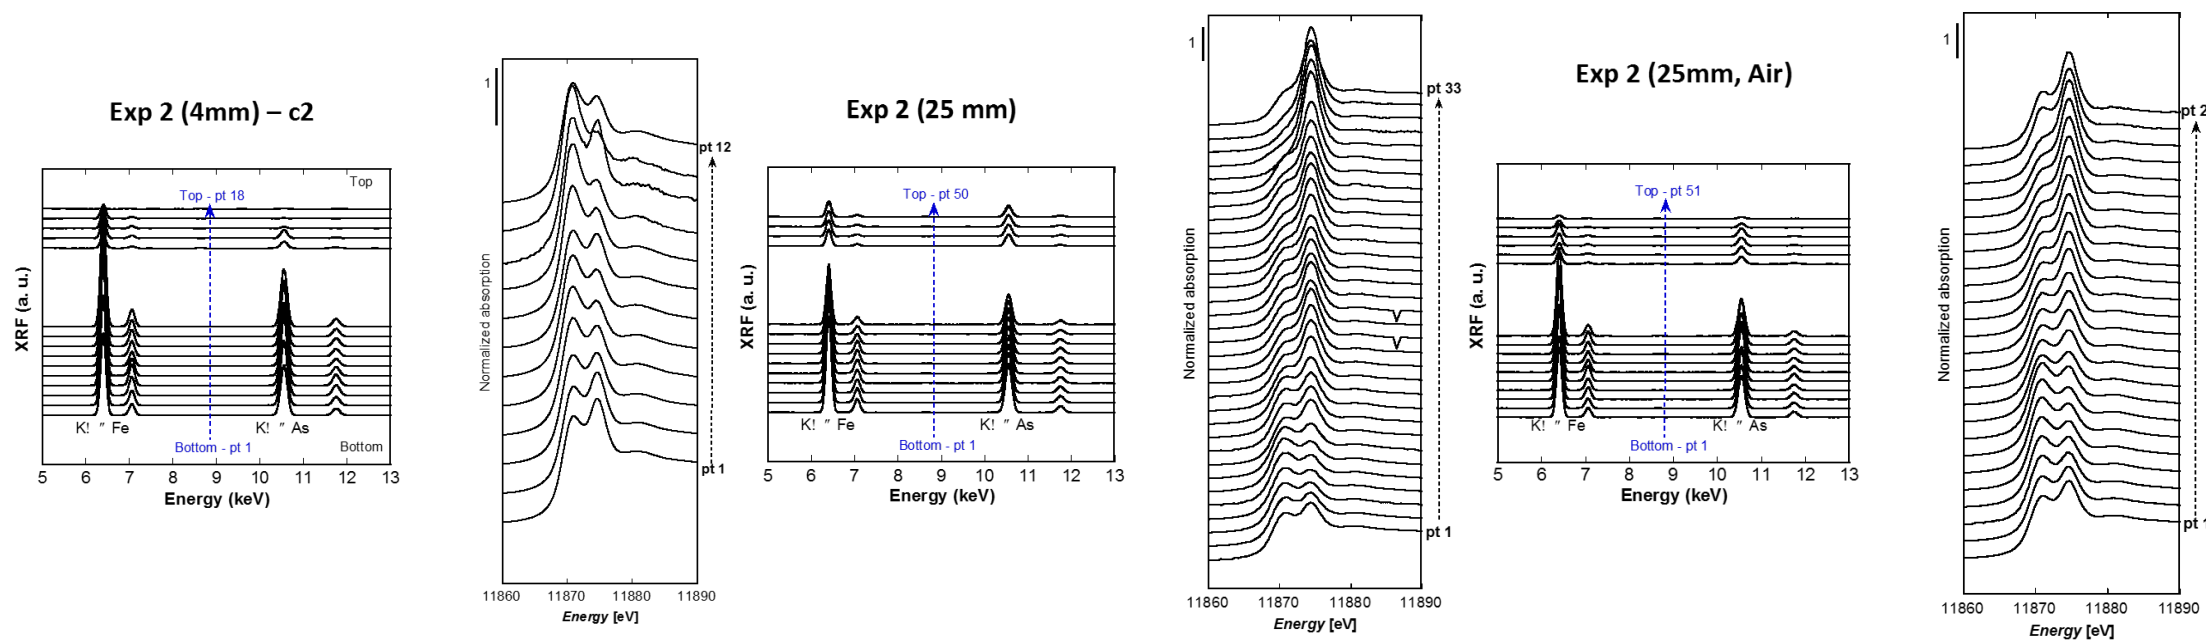 Exp 2 (4mm) – c2
Top
Top - pt 18
XRF (a. u.)
K! " Fe
K! " As
Bottom - pt 1
Bottom
5 6 7 8 9 10 11 12 13
Energy (keV)
1
Normalized absorption
pt 12
pt 1
11860 11870 11880 11890
Energy [eV]
Exp 2 (25 mm)
Top - pt 50
XRF (a. u.)
K! " Fe
K! " As
Bottom - pt 1
5 6 7 8 9 10 11 12 13
Energy (keV)
1
Normalized absorption
pt 33
pt 1
11860 11870 11880 11890
Energy [eV]
Exp 2 (25mm, Air)
Top - pt 51
XRF (a. u.)
K! " Fe
K! " As
Bottom - pt 1
5 6 7 8 9 10 11 12 13
Energy (keV)
1
Normalized absorption
pt 2
pt 1
11860 11870 11880 11890
Energy [eV]